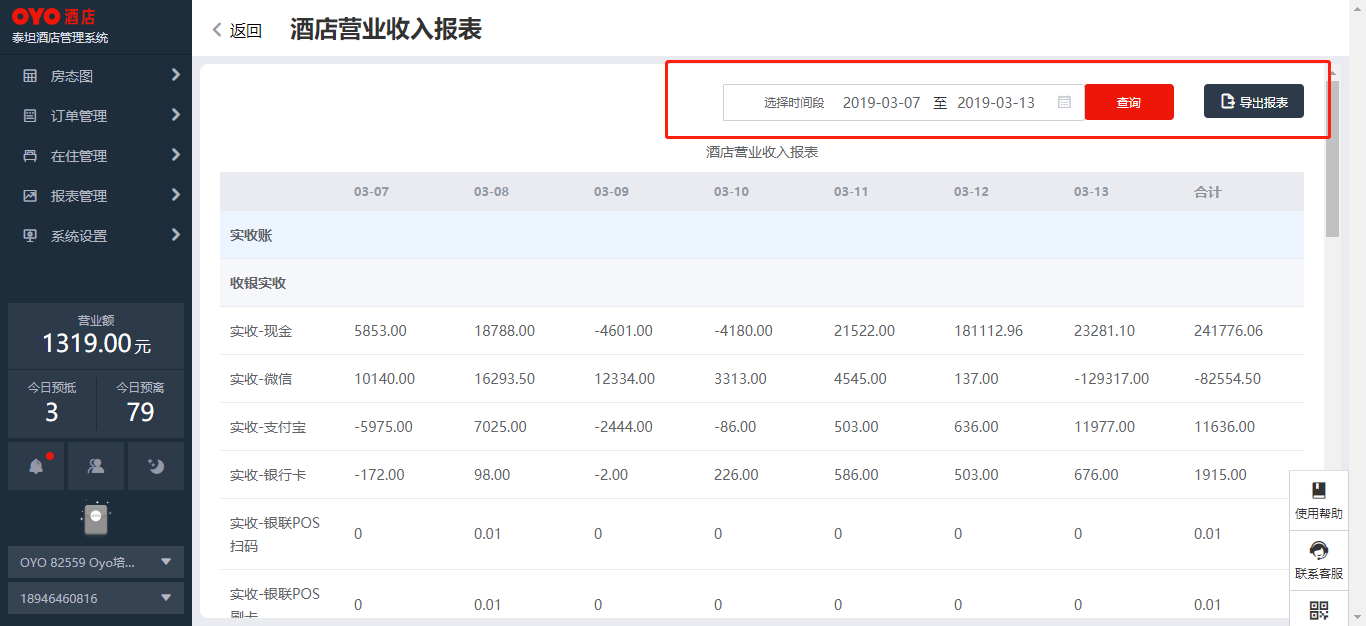 OYO 酒店
泰坦酒店管理系统
房态图
订单管理
在住管理
报表管理
系统设置
营业额
1319.00元
今日预抵 今日预离
3 79
OYO 82559 Oyo培...
18946460816
返回 酒店营业收入报表
选择时间段 2019-03-07 至 2019-03-13 查询 导出报表
酒店营业收入报表
03-07 03-08 03-09 03-10 03-11 03-12 03-13 合计
实收账
收银实收
实收-现金 5853.00 18788.00 -4601.00 -4180.00 21522.00 181112.96 23281.10 241776.06
实收-微信 10140.00 16293.50 12334.00 3313.00 4545.00 137.00 -129317.00 -82554.50
实收-支付宝 -5975.00 7025.00 -2444.00 -86.00 503.00 636.00 11977.00 11636.00
实收-银行卡 -172.00 98.00 -2.00 226.00 586.00 503.00 676.00 1915.00
实收-银联POS
扫码 0 0.01 0 0 0 0 0 0.01
实收-银联POS
刷卡 0 0.01 0 0 0 0 0 0.01
使用帮助
联系客服